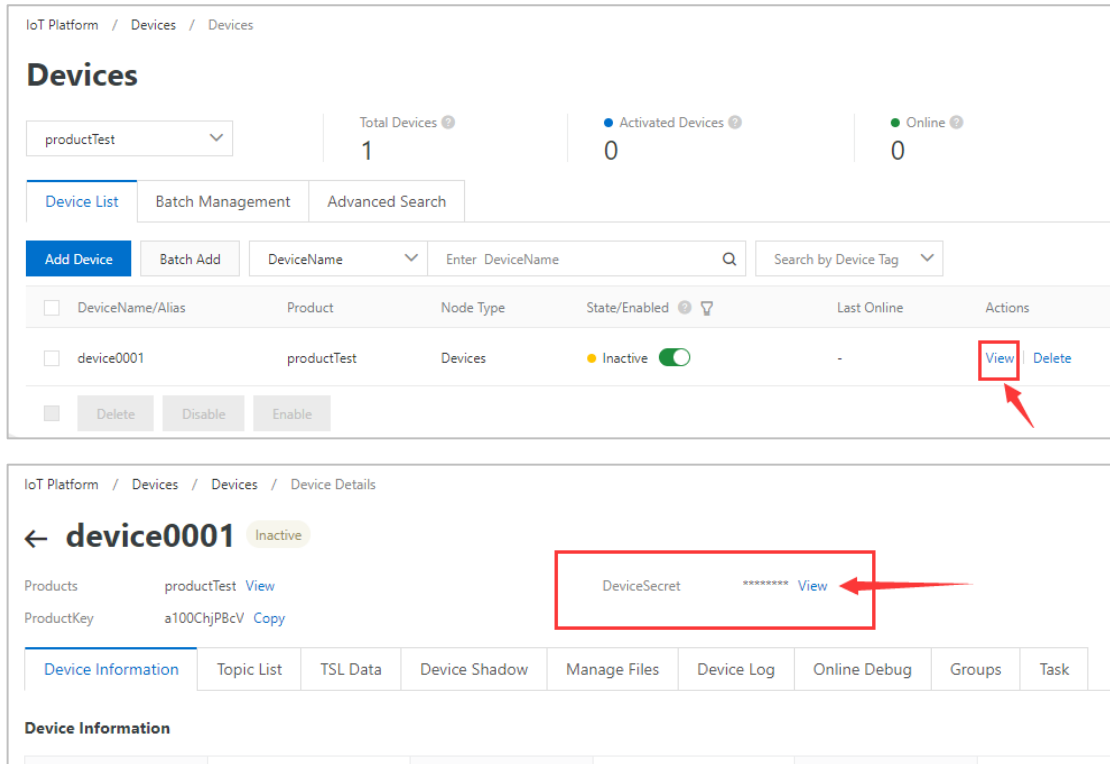 IoT Platform / Devices / Devices
Devices
productTest
Total Devices
1
Activated Devices
0
Online
0
Device List Batch Management Advanced Search
Add Device Batch Add DeviceName Enter DeviceName Search by Device Tag
DeviceName/Alias Product Node Type State/Enabled Last Online Actions
device0001 productTest Devices Inactive - View Delete
Delete Disable Enable
IoT Platform / Devices / Devices / Device Details
← device0001 Inactive
Products productTest View DeviceSecret ******** View
ProductKey a100ChjPBcV Copy
Device Information Topic List TSL Data Device Shadow Manage Files Device Log Online Debug Groups Task
Device Information